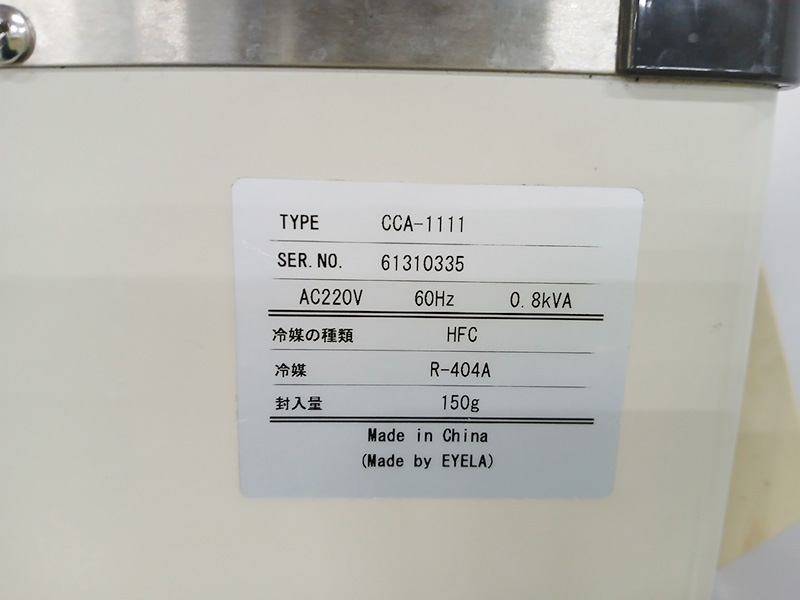 TYPE CCA-1111
SER.NO. 61310335
AC220V 60Hz 0.8kVA
冷媒の種類 HFC
冷媒 R-404A
封入量 150g
Made in China
(Made by EYELA)